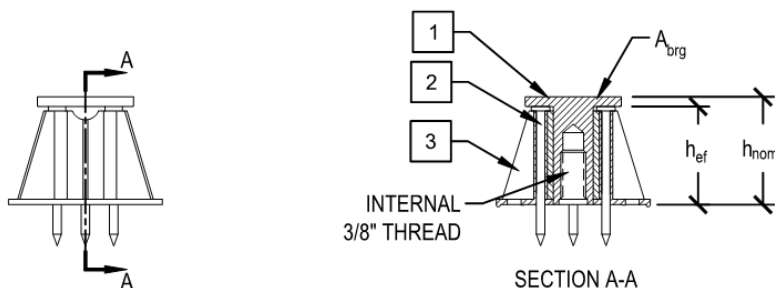 A
A
1
2
3
A brg
h ef
h nom
INTERNAL
3/8" THREAD
SECTION A-A